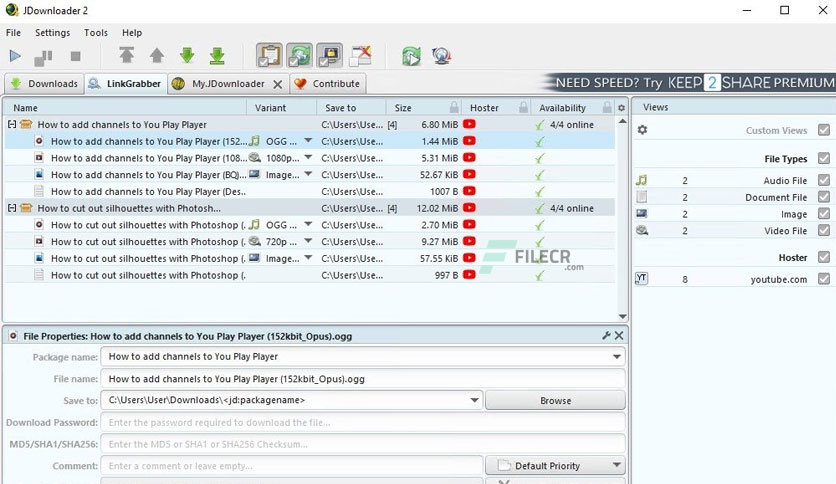 JDownloader 2
File Settings Tools Help
Downloads LinkGrabber My.JDownloader Contribute NEED SPEED? Try KEEP 2 SHARE PREMIUM
Name Variant Save to Size Hoster Availability
How to add channels to You Play Player C:\Users\Use... [4] 6.80 MiB 4/4 online
How to add channels to You Play Player (152... OGG ... C:\Users\Use... 1.44 MiB
How to add channels to You Play Player (108... 1080p... C:\Users\Use... 5.31 MiB
How to add channels to You Play Player (BQ)... Image... C:\Users\Use... 52.67 KiB
How to add channels to You Play Player (Des... C:\Users\Use... 1007 B
How to cut out silhouettes with Photosh... C:\Users\Use... [4] 12.02 MiB 4/4 online
How to cut out silhouettes with Photoshop (. OGG ... C:\Users\Use... 2.70 MiB
How to cut out silhouettes with Photoshop (. 720p ... C:\Users\Use... 9.27 MiB
How to cut out silhouettes with Photoshop (. Image... C:\Users\Use... 57.55 KiB
How to cut out silhouettes with Photoshop (. C:\Users\Use... 997 B
FILECR
.com
Views
Custom Views
File Types
2 Audio File
2 Document File
2 Image
2 Video File
Hoster
YT 8 youtube.com
File Properties: How to add channels to You Play Player (152kbit_Opus).ogg
Package name: How to add channels to You Play Player
File name: How to add channels to You Play Player (152kbit_Opus).ogg
Save to: C:\Users\User\Downloads\<jd:packagename> Browse
Download Password: Enter the password required to download the file...
MD5/SHA1/SHA256: Enter the MD5 or SHA1 or SHA256 Checksum...
Comment: Enter a comment or leave empty... Default Priority